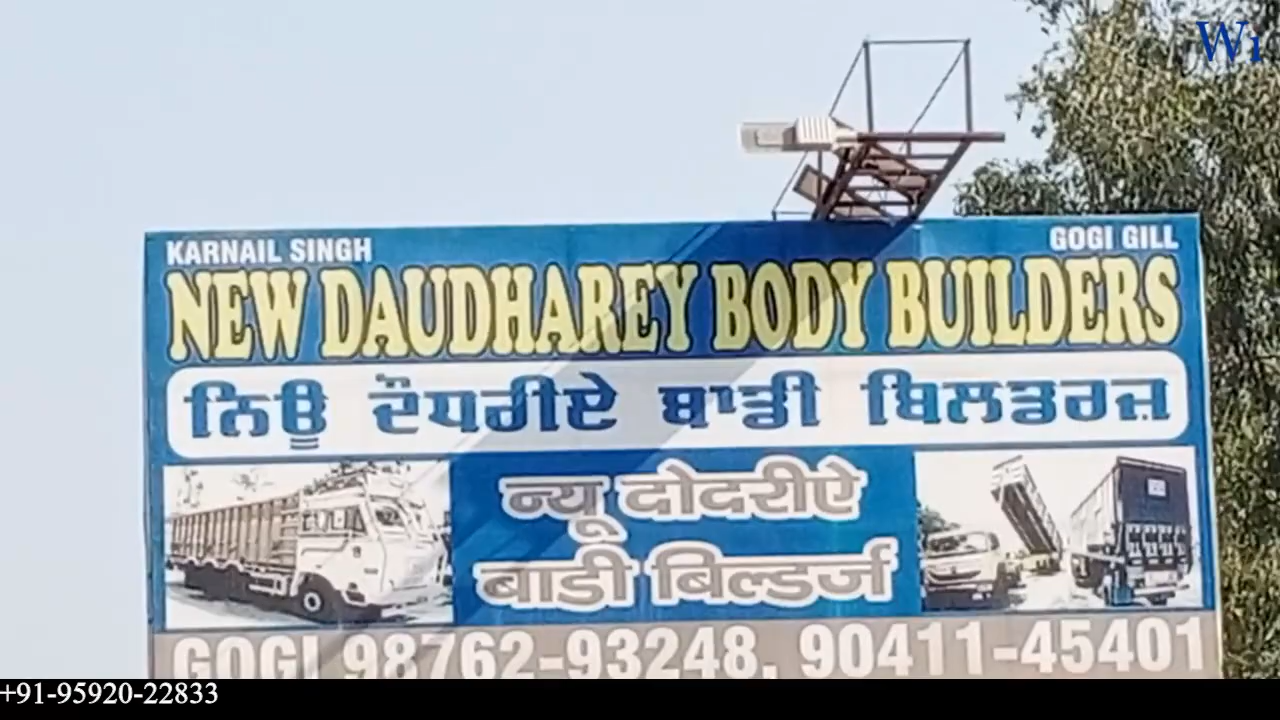 Wi
KARNAIL SINGH GOGI GILL
NEW DAUDHAREY BODY BUILDERS
ਨਿਊ ਦੌਧਰੀਏ ਬਾਡੀ ਬਿਲਡਰਜ਼
न्यू दोदरीऐ
बाडी बिल्डर्ज
GOGI 98762-93248, 90411-45401
+91-95920-22833